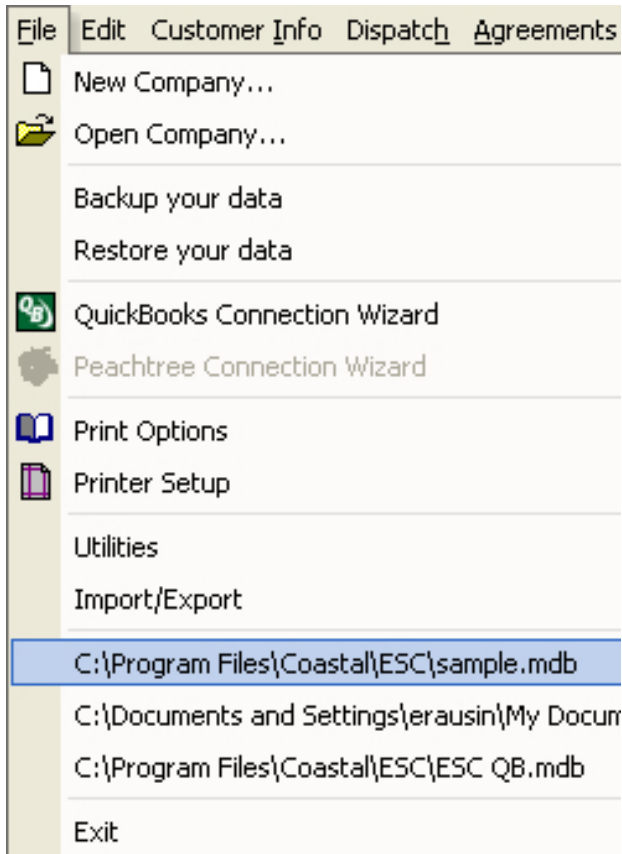 File Edit Customer Info Dispatch Agreements
New Company...
Open Company...
Backup your data
Restore your data
QB
QuickBooks Connection Wizard
Peachtree Connection Wizard
Print Options
Printer Setup
Utilities
Import/Export
C:\Program Files\Coastal\ESC\sample.mdb
C:\Documents and Settings\erausin\My Docum
C:\Program Files\Coastal\ESC\ESC QB.mdb
Exit